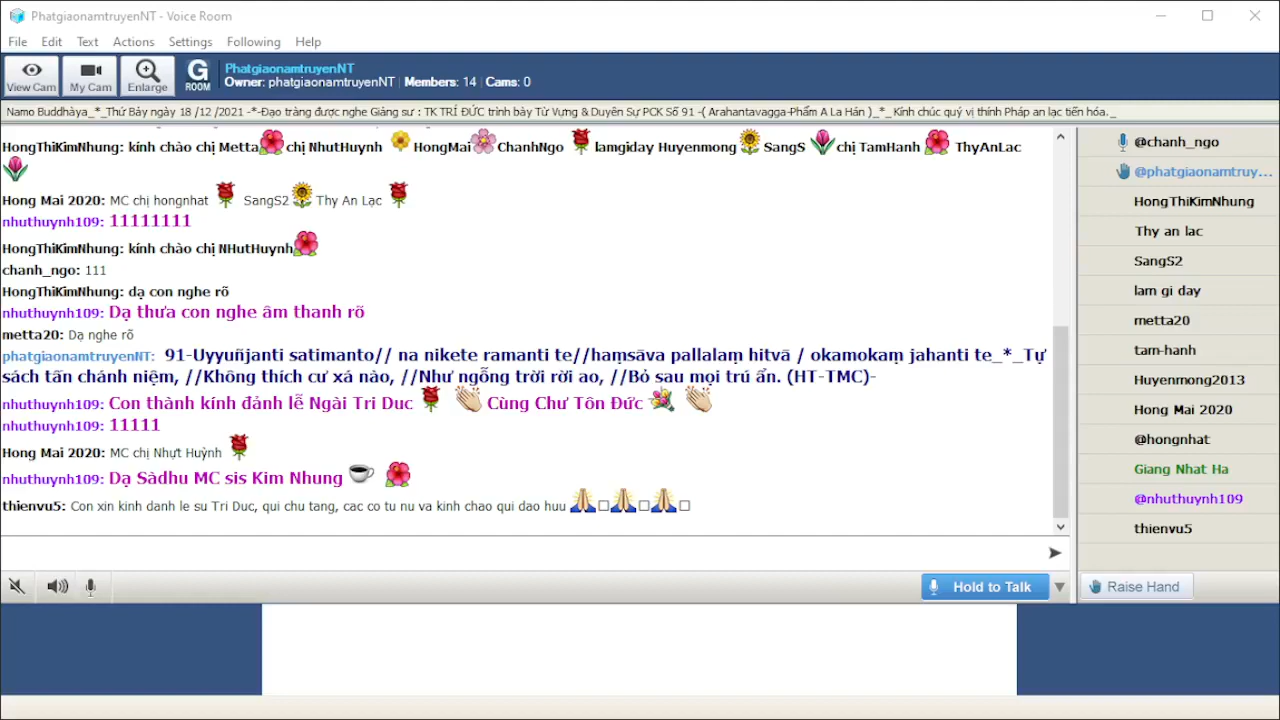 PhatgiaonamtruyenNT - Voice Room
File Edit Text Actions Settings Following Help
View Cam
My Cam
Enlarge
G
ROOM
PhatgiaonamtruyenNT
Owner: phatgiaonamtruyenNT | Members: 14 | Cams: 0
Namo Buddhàya_*_Thứ Bảy ngày 18 /12 /2021 -*-Đạo tràng được nghe Giảng sư : TK TRÍ ĐỨC trình bày Từ Vựng & Duyên Sự PCK Số 91 -( Arahantavagga-Phẩm A La Hán )_*_ Kính chúc quý vị thính Pháp an lạc tiến hóa._
HongThiKimNhung: kính chào chị Metta chị NhutHuynh HongMai ChanhNgo lamgiday Huyenmong SangS chị TamHanh ThyAnLac
Hong Mai 2020: MC chị hongnhat SangS2 Thy An Lạc
nhuthuynh109: 11111111
HongThiKimNhung: kính chào chị NHutHuynh
chanh_ngo: 111
HongThiKimNhung: dạ con nghe rõ
nhuthuynh109: Dạ thưa con nghe âm thanh rõ
metta20: Dạ nghe rõ
phatgiaonamtruyenNT: 91-Uyyuñjanti satimanto// na nikete ramanti te//haṃsāva pallalaṃ hitvā / okamokaṃ jahanti te_*_Tự
sách tấn chánh niệm, //Không thích cư xá nào, //Như ngỗng trời rời ao, //Bỏ sau mọi trú ẩn. (HT-TMC)-
nhuthuynh109: Con thành kính đảnh lễ Ngài Tri Duc Cùng Chư Tôn Đức
nhuthuynh109: 11111
Hong Mai 2020: MC chị Nhựt Huỳnh
nhuthuynh109: Dạ Sàdhu MC sis Kim Nhung
thienvu5: Con xin kinh danh le su Tri Duc, qui chu tang, cac co tu nu va kinh chao qui dao huu
Hold to Talk
@chanh_ngo
@phatgiaonamtruy...
HongThiKimNhung
Thy an lac
SangS2
lam gi day
metta20
tam-hanh
Huyenmong2013
Hong Mai 2020
@hongnhat
Giang Nhat Ha
@nhuthuynh109
thienvu5
Raise Hand